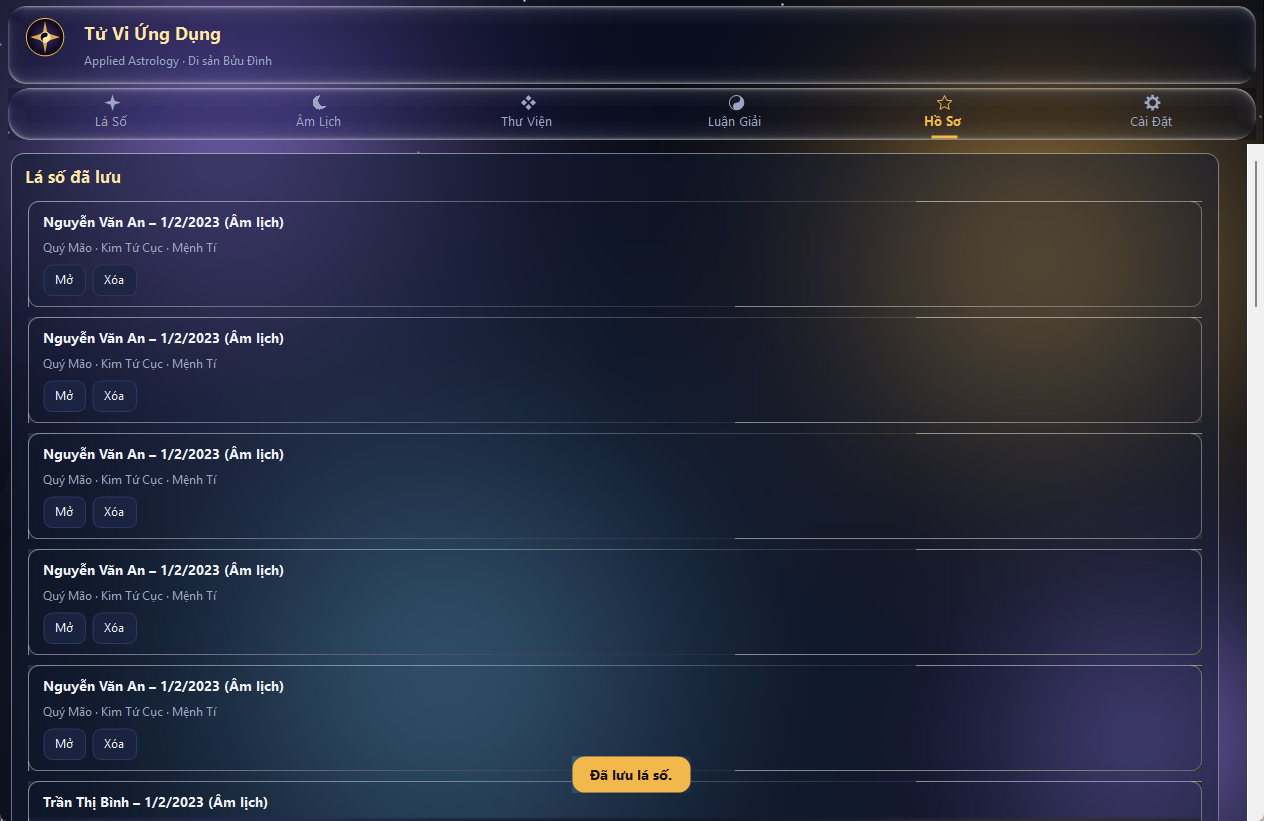 Tử Vi Ứng Dụng
Applied Astrology · Di sản Bửu Đình
Lá Số
Âm Lịch
Thư Viện
Luận Giải
Hồ Sơ
Cài Đặt
Lá số đã lưu
Nguyễn Văn An – 1/2/2023 (Âm lịch)
Quý Mão · Kim Tứ Cục · Mệnh Tí
Mở Xóa
Nguyễn Văn An – 1/2/2023 (Âm lịch)
Quý Mão · Kim Tứ Cục · Mệnh Tí
Mở Xóa
Nguyễn Văn An – 1/2/2023 (Âm lịch)
Quý Mão · Kim Tứ Cục · Mệnh Tí
Mở Xóa
Nguyễn Văn An – 1/2/2023 (Âm lịch)
Quý Mão · Kim Tứ Cục · Mệnh Tí
Mở Xóa
Nguyễn Văn An – 1/2/2023 (Âm lịch)
Quý Mão · Kim Tứ Cục · Mệnh Tí
Mở Xóa
Đã lưu lá số.
Trần Thị Bình – 1/2/2023 (Âm lịch)